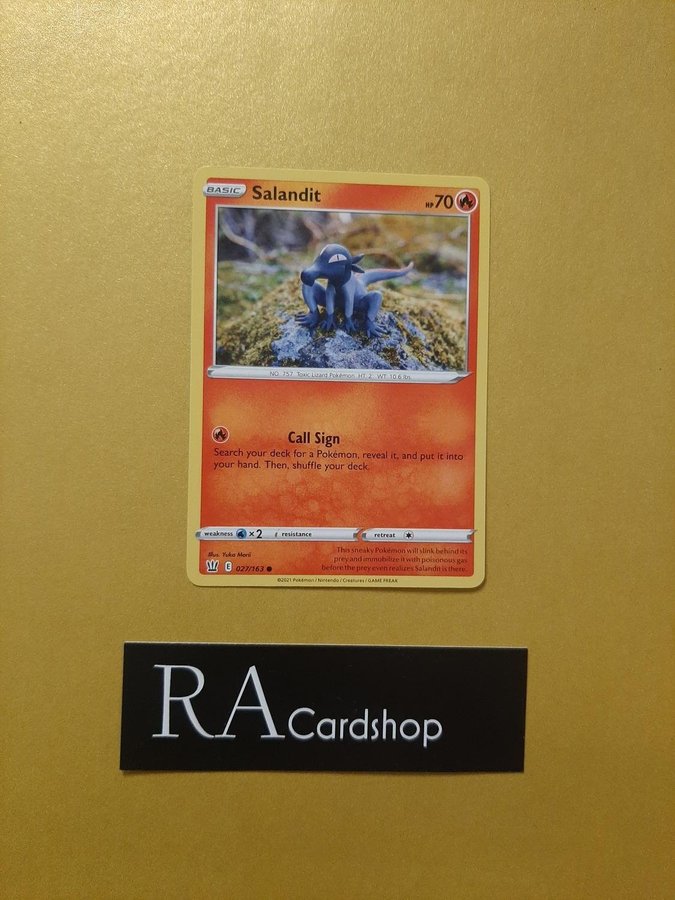 BASIC Salandit HP 70
NO. 757 Toxic Lizard Pokémon HT: 2' WT: 10.6 lbs.
Call Sign
Search your deck for a Pokémon, reveal it, and put it into
your hand. Then, shuffle your deck.
weakness ×2 resistance retreat
Illus. Yuka Morii
This sneaky Pokémon will slink behind its
prey and immobilize it with poisonous gas
before the prey even realizes Salandit is there.
E 027/163
©2021 Pokémon / Nintendo / Creatures / GAME FREAK
RA Cardshop